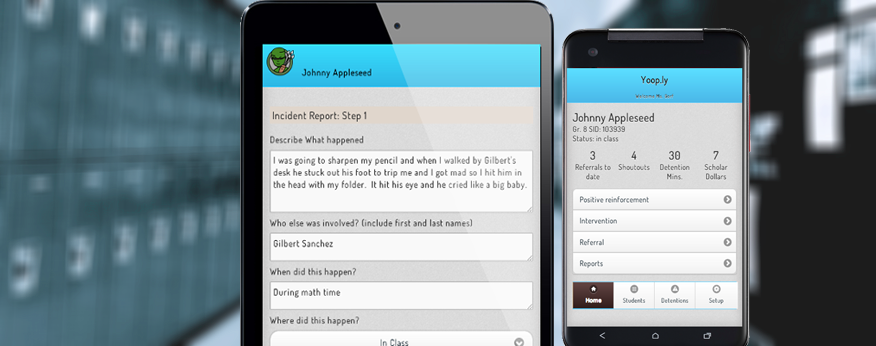 Johnny Appleseed
Incident Report: Step 1
Describe What happened
I was going to sharpen my pencil and when I walked by Gilbert's
desk he stuck out his foot to trip me and I got mad so I hit him in
the head with my folder. It hit his eye and he cried like a big baby.
Who else was involved? (include first and last names)
Gilbert Sanchez
When did this happen?
During math time
Where did this happen?
In Class
Yoop.ly
Johnny Appleseed
Gr. 8 SID: 103939
Status: in class
3 4 30 7
Referrals to Shoutouts Detention Scholar
date Mins. Dollars
Positive reinforcement
Intervention
Referral
Reports
Home Students Detentions Setup